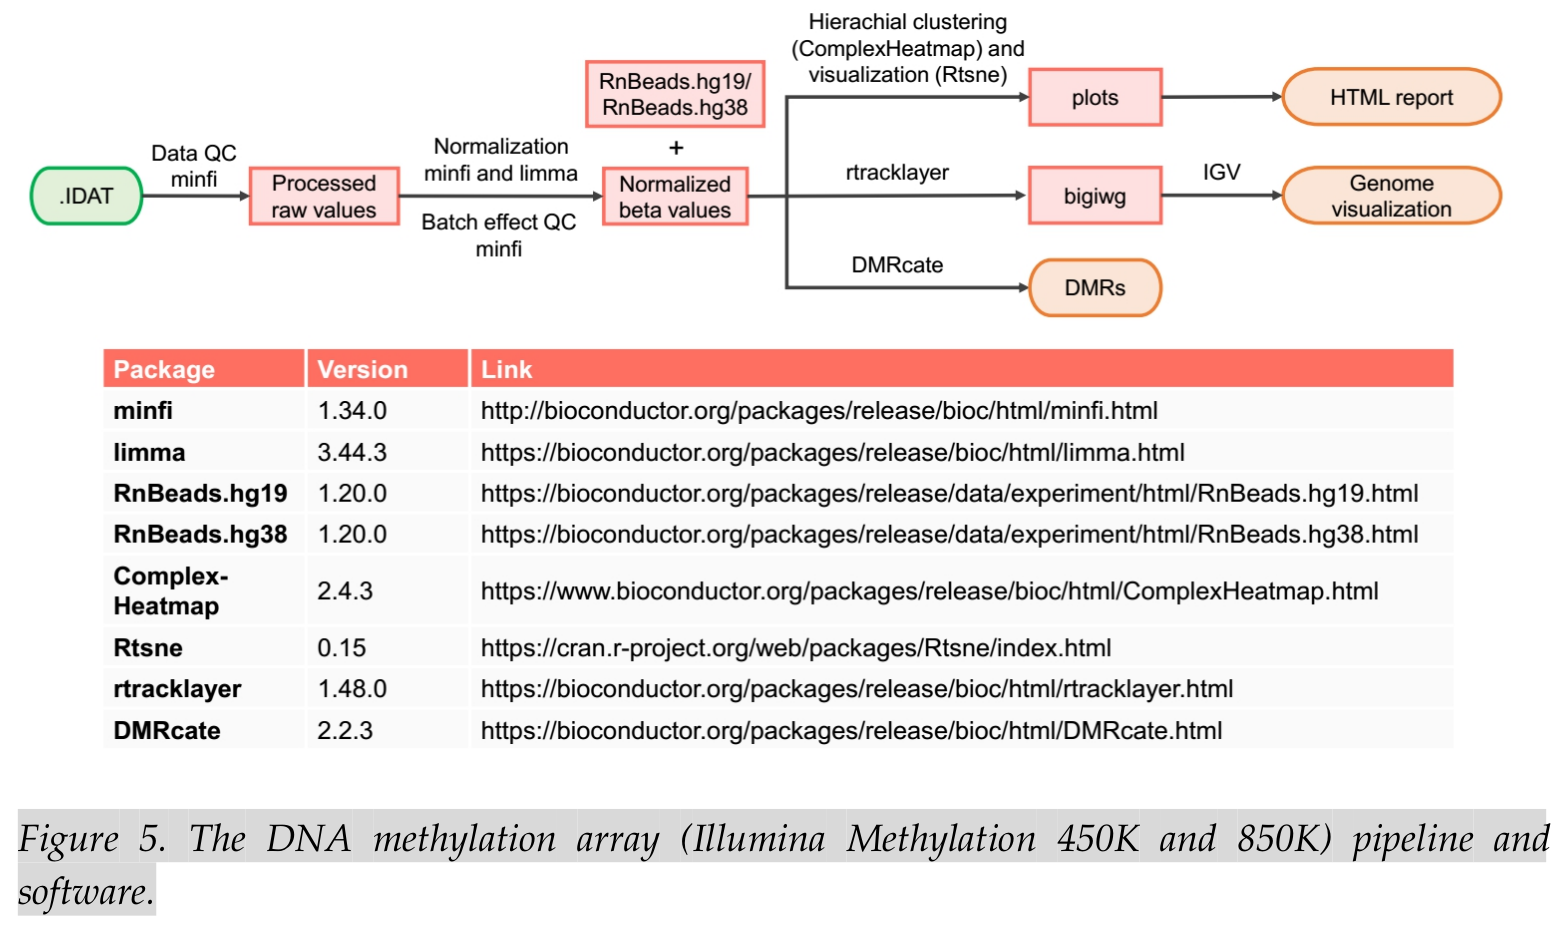 Hierachial clustering
(ComplexHeatmap) and
visualization (Rtsne)
RnBeads.hg19/
RnBeads.hg38
plots
HTML report
+
Data QC
minfi
Normalization
minfi and limma
rtracklayer
IGV
.IDAT
Processed
raw values
Normalized
beta values
bigiwg
Genome
visualization
Batch effect QC
minfi
DMRcate
DMRs
Package Version Link
minfi 1.34.0 http://bioconductor.org/packages/release/bioc/html/minfi.html
limma 3.44.3 https://bioconductor.org/packages/release/bioc/html/limma.html
RnBeads.hg19 1.20.0 https://bioconductor.org/packages/release/data/experiment/html/RnBeads.hg19.html
RnBeads.hg38 1.20.0 https://bioconductor.org/packages/release/data/experiment/html/RnBeads.hg38.html
Complex-
Heatmap 2.4.3 https://www.bioconductor.org/packages/release/bioc/html/ComplexHeatmap.html
Rtsne 0.15 https://cran.r-project.org/web/packages/Rtsne/index.html
rtracklayer 1.48.0 https://bioconductor.org/packages/release/bioc/html/rtracklayer.html
DMRcate 2.2.3 https://bioconductor.org/packages/release/bioc/html/DMRcate.html
Figure 5. The DNA methylation array (Illumina Methylation 450K and 850K) pipeline and
software.